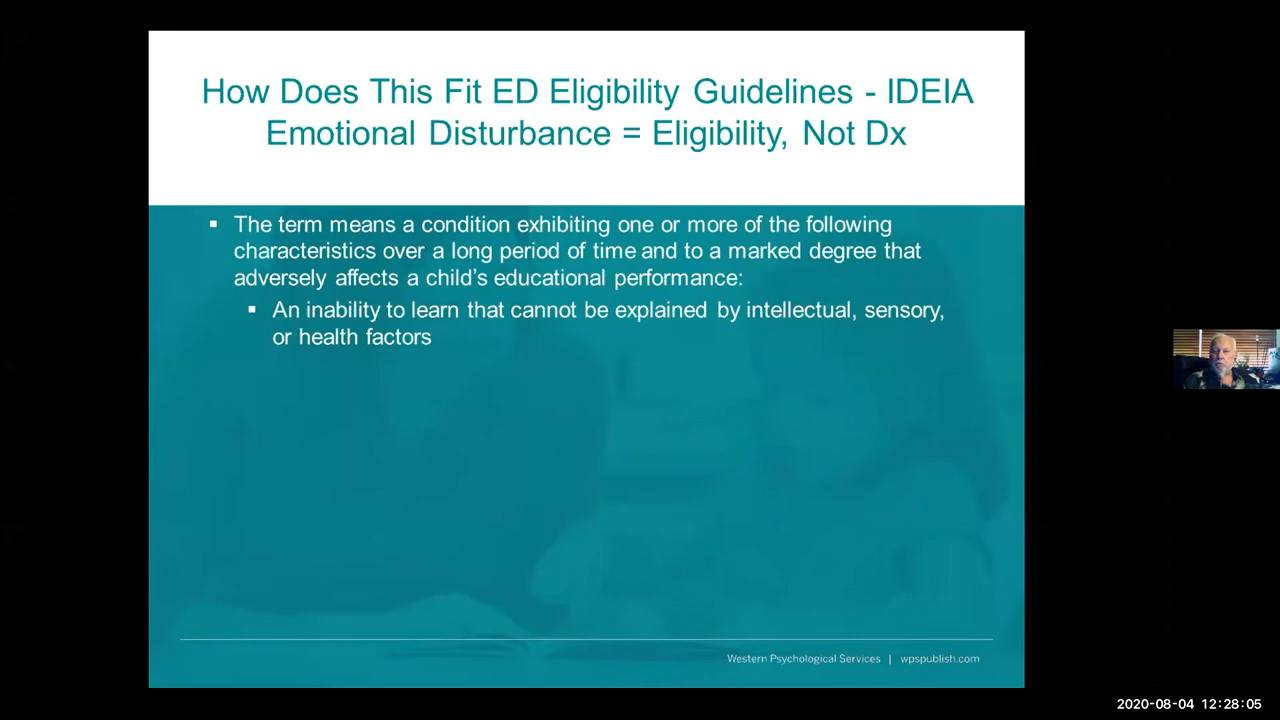 How Does This Fit ED Eligibility Guidelines - IDEIA
Emotional Disturbance = Eligibility, Not Dx
▪ The term means a condition exhibiting one or more of the following
characteristics over a long period of time and to a marked degree that
adversely affects a child’s educational performance:
▪ An inability to learn that cannot be explained by intellectual, sensory,
or health factors
Western Psychological Services | wpspublish.com
2020-08-04 12:28:05